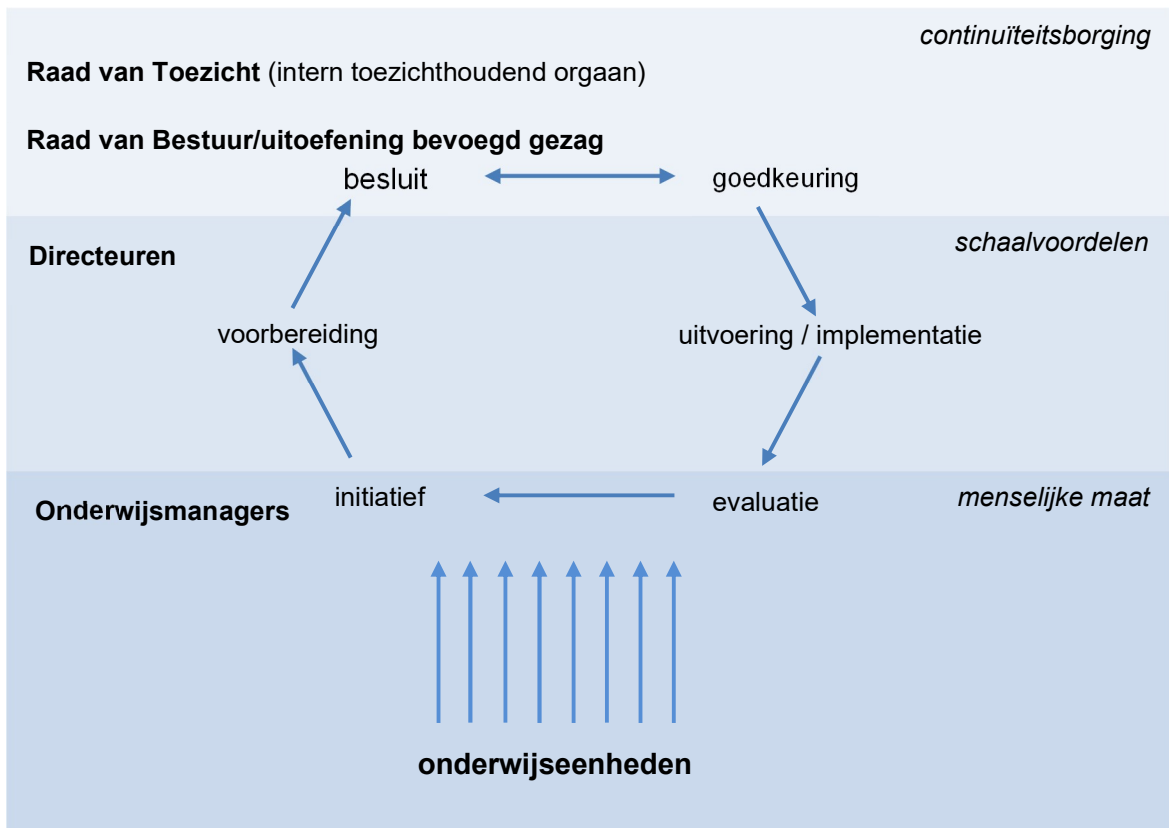 continuïteitsborging
Raad van Toezicht (intern toezichthoudend orgaan)
Raad van Bestuur/uitoefening bevoegd gezag
besluit
goedkeuring
Directeuren
schaalvoordelen
voorbereiding
uitvoering / implementatie
Onderwijsmanagers
initiatief
evaluatie
menselijke maat
onderwijseenheden